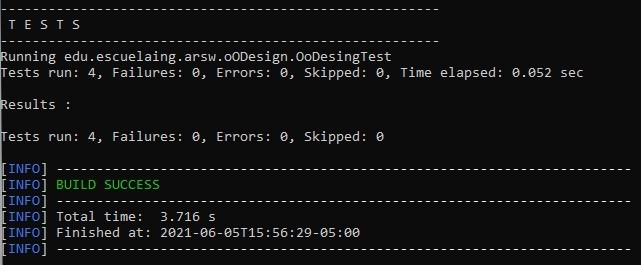 -------------------------------------------------------
 T E S T S
-------------------------------------------------------
Running edu.escuelaing.arsw.oODesign.OoDesingTest
Tests run: 4, Failures: 0, Errors: 0, Skipped: 0, Time elapsed: 0.052 sec

Results :

Tests run: 4, Failures: 0, Errors: 0, Skipped: 0

[INFO] ------------------------------------------------------------------------
[INFO] BUILD SUCCESS
[INFO] ------------------------------------------------------------------------
[INFO] Total time:  3.716 s
[INFO] Finished at: 2021-06-05T15:56:29-05:00
[INFO] ------------------------------------------------------------------------